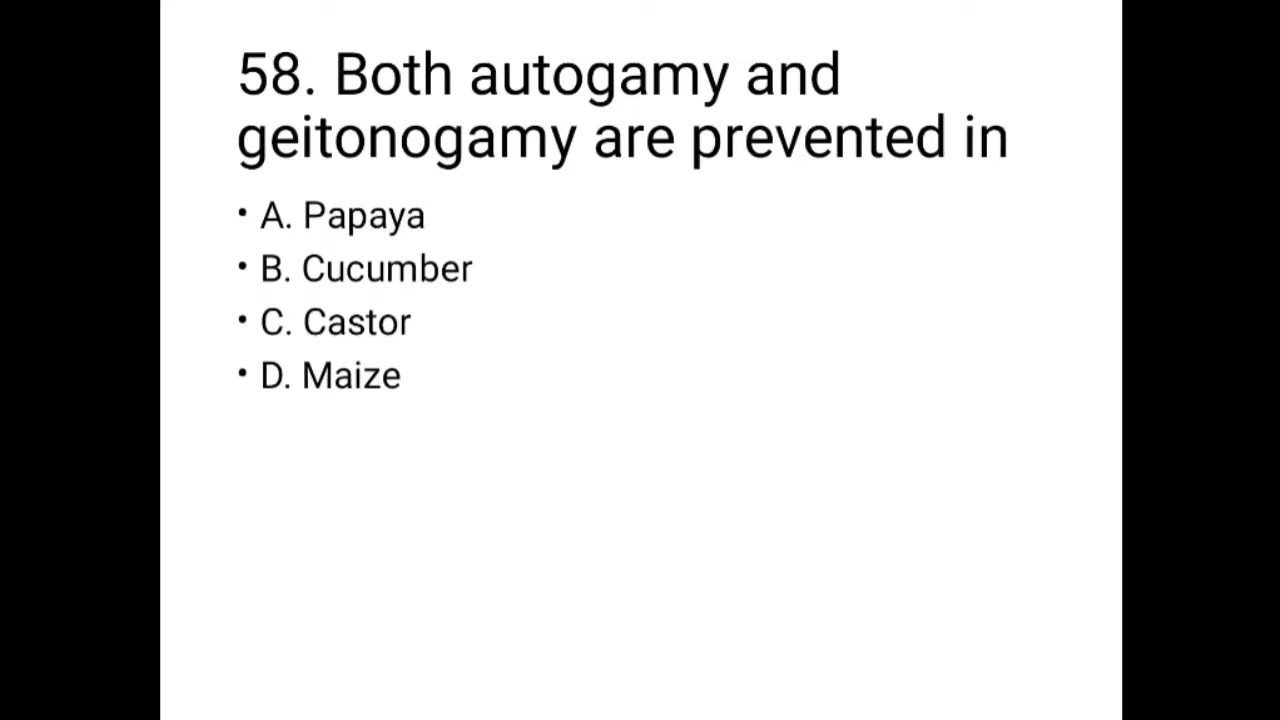 58. Both autogamy and
geitonogamy are prevented in
• A. Papaya
• B. Cucumber
• C. Castor
• D. Maize